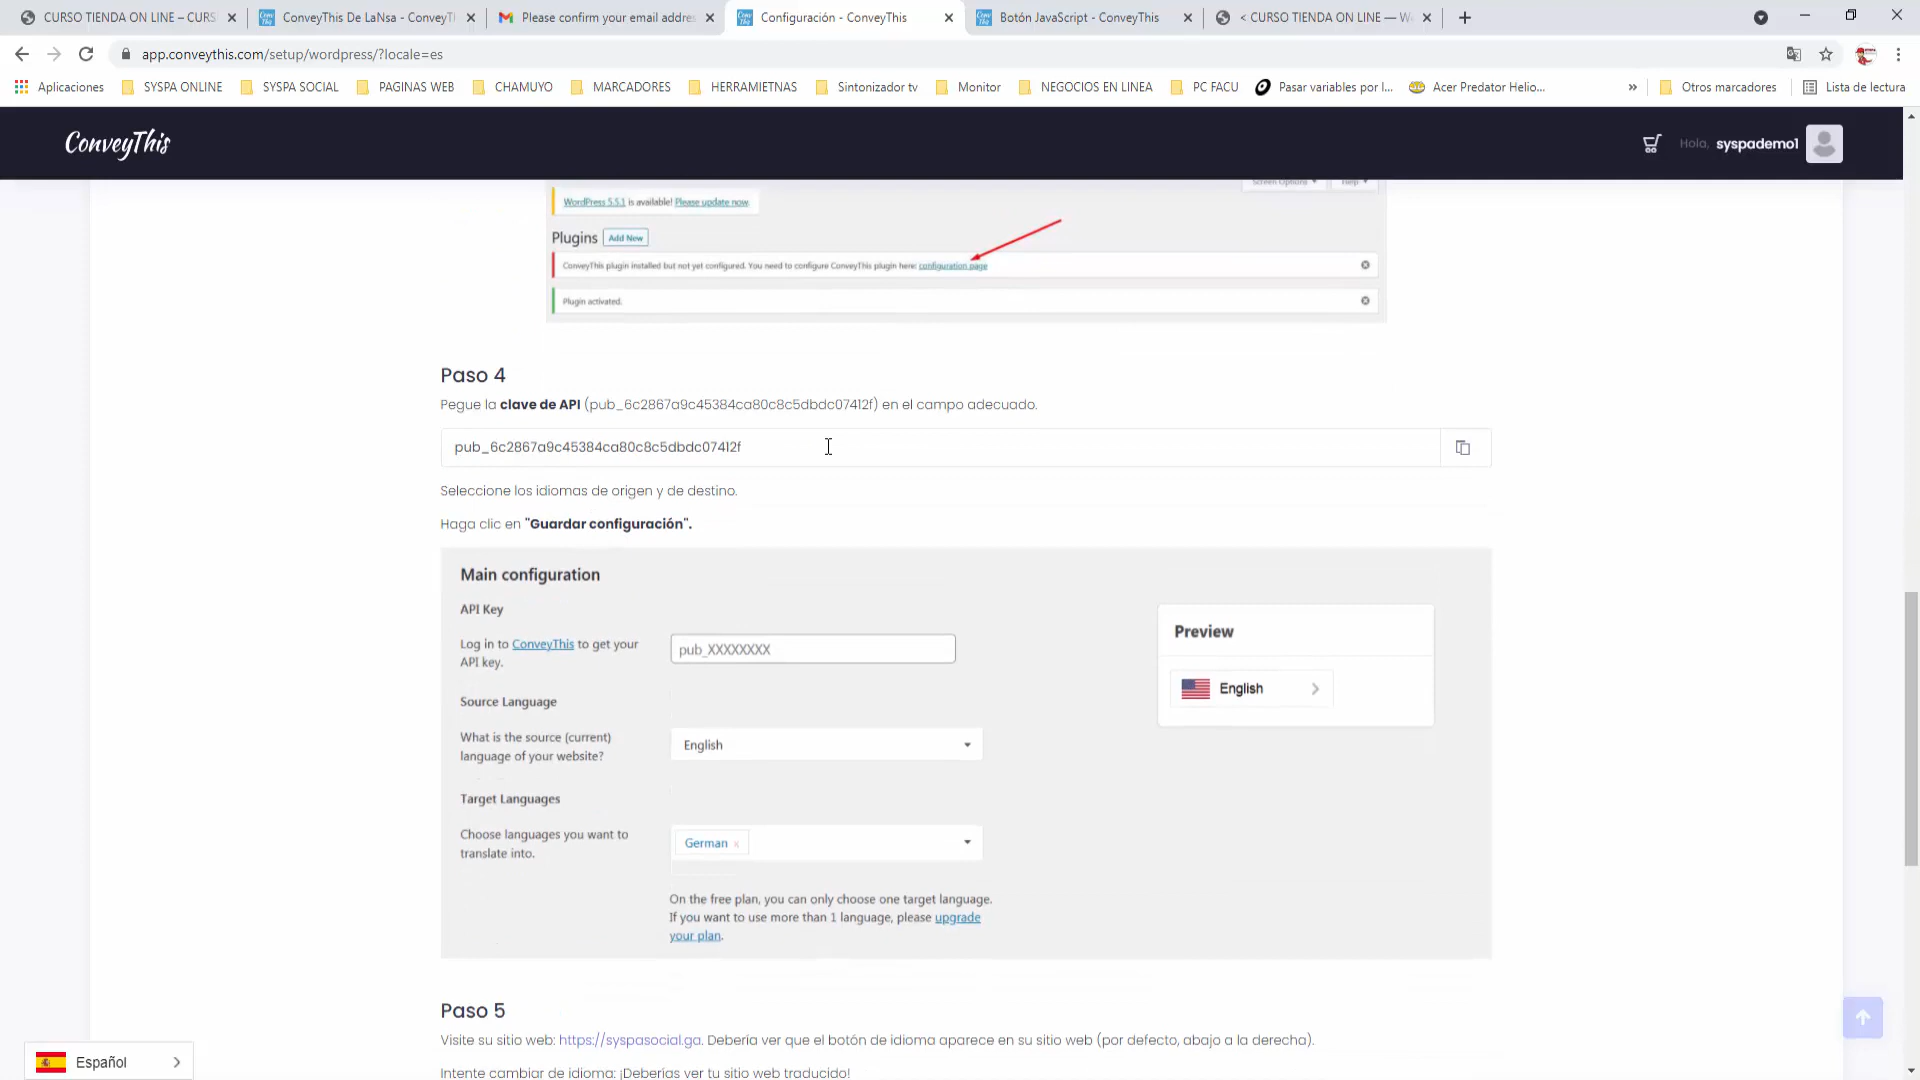 CURSO TIENDA ON LINE – CURS
ConveyThis De LaNsa - ConveyT
Please confirm your email addres
Configuración - ConveyThis
Botón JavaScript - ConveyThis
< CURSO TIENDA ON LINE — W
app.conveythis.com/setup/wordpress/?locale=es
Aplicaciones
SYSPA ONLINE
SYSPA SOCIAL
PAGINAS WEB
CHAMUYO
MARCADORES
HERRAMIETNAS
Sintonizador tv
Monitor
NEGOCIOS EN LINEA
PC FACU
Pasar variables por l...
Acer Predator Helio...
»
Otros marcadores
Lista de lectura
ConveyThis
Hola, syspademo1
Screen Options
Help
WordPress 5.5.1 is available! Please update now.
Plugins
Add New
ConveyThis plugin installed but not yet configured. You need to configure ConveyThis plugin here: configuration page
Plugin activated.
Paso 4
Pegue la clave de API (pub_6c2867a9c45384ca80c8c5dbdc07412f) en el campo adecuado.
pub_6c2867a9c45384ca80c8c5dbdc07412f
Seleccione los idiomas de origen y de destino.
Haga clic en "Guardar configuración".
Main configuration
API Key
Log in to ConveyThis to get your
API key.
pub_XXXXXXXX
Preview
English
Source Language
What is the source (current)
language of your website?
English
Target Languages
Choose languages you want to
translate into.
German x
On the free plan, you can only choose one target language.
If you want to use more than 1 language, please upgrade
your plan.
Paso 5
Visite su sitio web: https://syspasocial.ga. Debería ver que el botón de idioma aparece en su sitio web (por defecto, abajo a la derecha).
Intente cambiar de idioma: ¡Deberías ver tu sitio web traducido!
Español